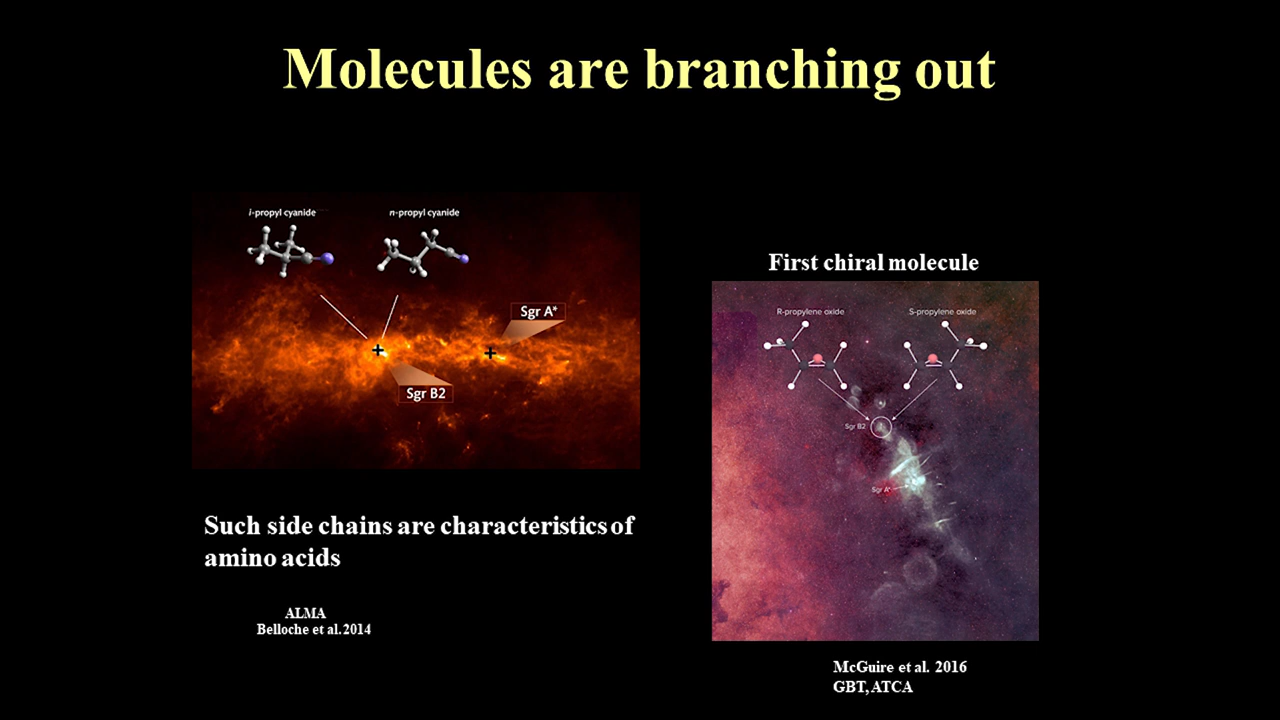 Molecules are branching out
i-propyl cyanide
n-propyl cyanide
Sgr A*
Sgr B2
Such side chains are characteristics of
amino acids
ALMA
Belloche et al. 2014
First chiral molecule
R-propylene oxide
S-propylene oxide
Sgr B2
Sgr A*
McGuire et al. 2016
GBT, ATCA